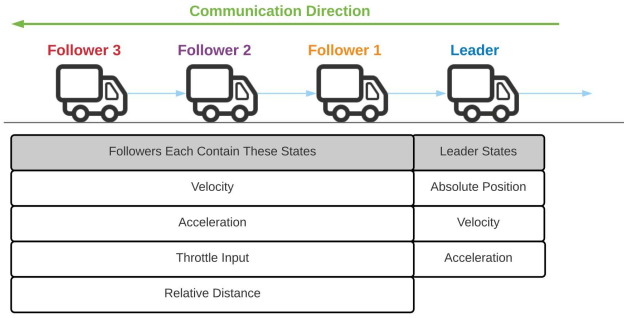 Communication Direction
Follower 3
Follower 2
Follower 1
Leader
Followers Each Contain These States
Leader States
Velocity
Absolute Position
Acceleration
Velocity
Throttle Input
Acceleration
Relative Distance